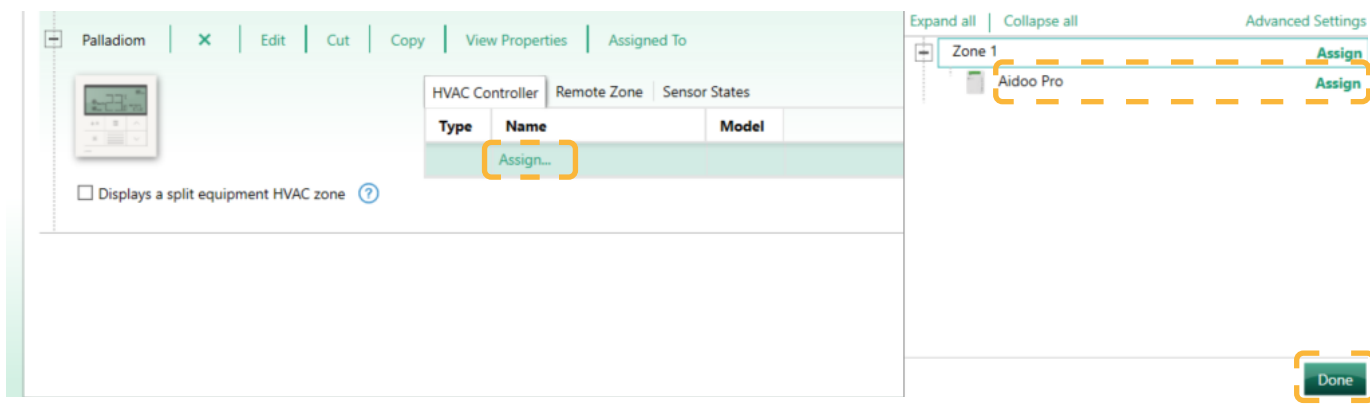 Palladiom × Edit Cut Copy View Properties Assigned To
HVAC Controller Remote Zone Sensor States
Type Name Model
Assign...
Displays a split equipment HVAC zone ?
Expand all Collapse all Advanced Settings
Zone 1 Assign
Aidoo Pro Assign
Done